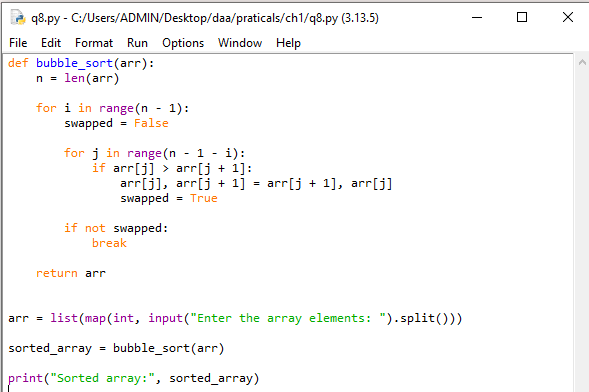 q8.py - C:/Users/ADMIN/Desktop/daa/praticals/ch1/q8.py (3.13.5)
File Edit Format Run Options Window Help
def bubble_sort(arr):
    n = len(arr)

    for i in range(n - 1):
        swapped = False

        for j in range(n - 1 - i):
            if arr[j] > arr[j + 1]:
                arr[j], arr[j + 1] = arr[j + 1], arr[j]
                swapped = True

        if not swapped:
            break

    return arr


arr = list(map(int, input("Enter the array elements: ").split()))

sorted_array = bubble_sort(arr)

print("Sorted array:", sorted_array)